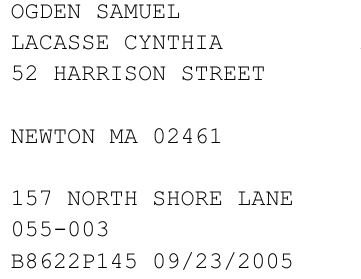 OGDEN SAMUEL
LACASSE CYNTHIA
52 HARRISON STREET
NEWTON MA 02461
157 NORTH SHORE LANE
055-003
B8622P145 09/23/2005